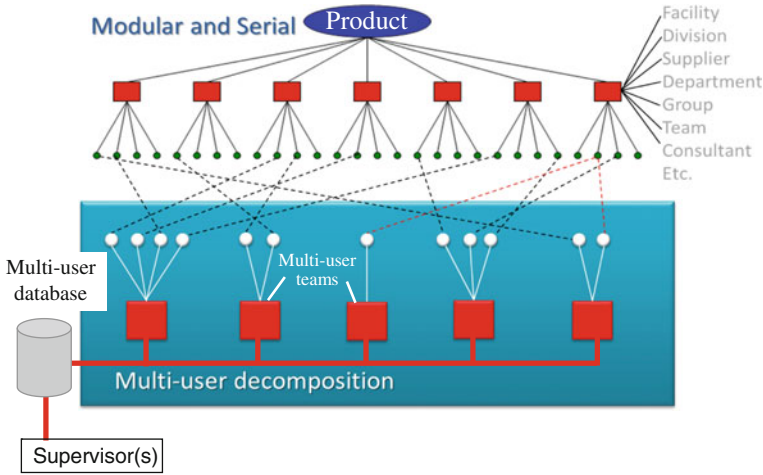 Modular and Serial
Product
Facility
Division
Supplier
Department
Group
Team
Consultant
Etc.
Multi-user
database
Multi-user
teams
Multi-user decomposition
Supervisor(s)